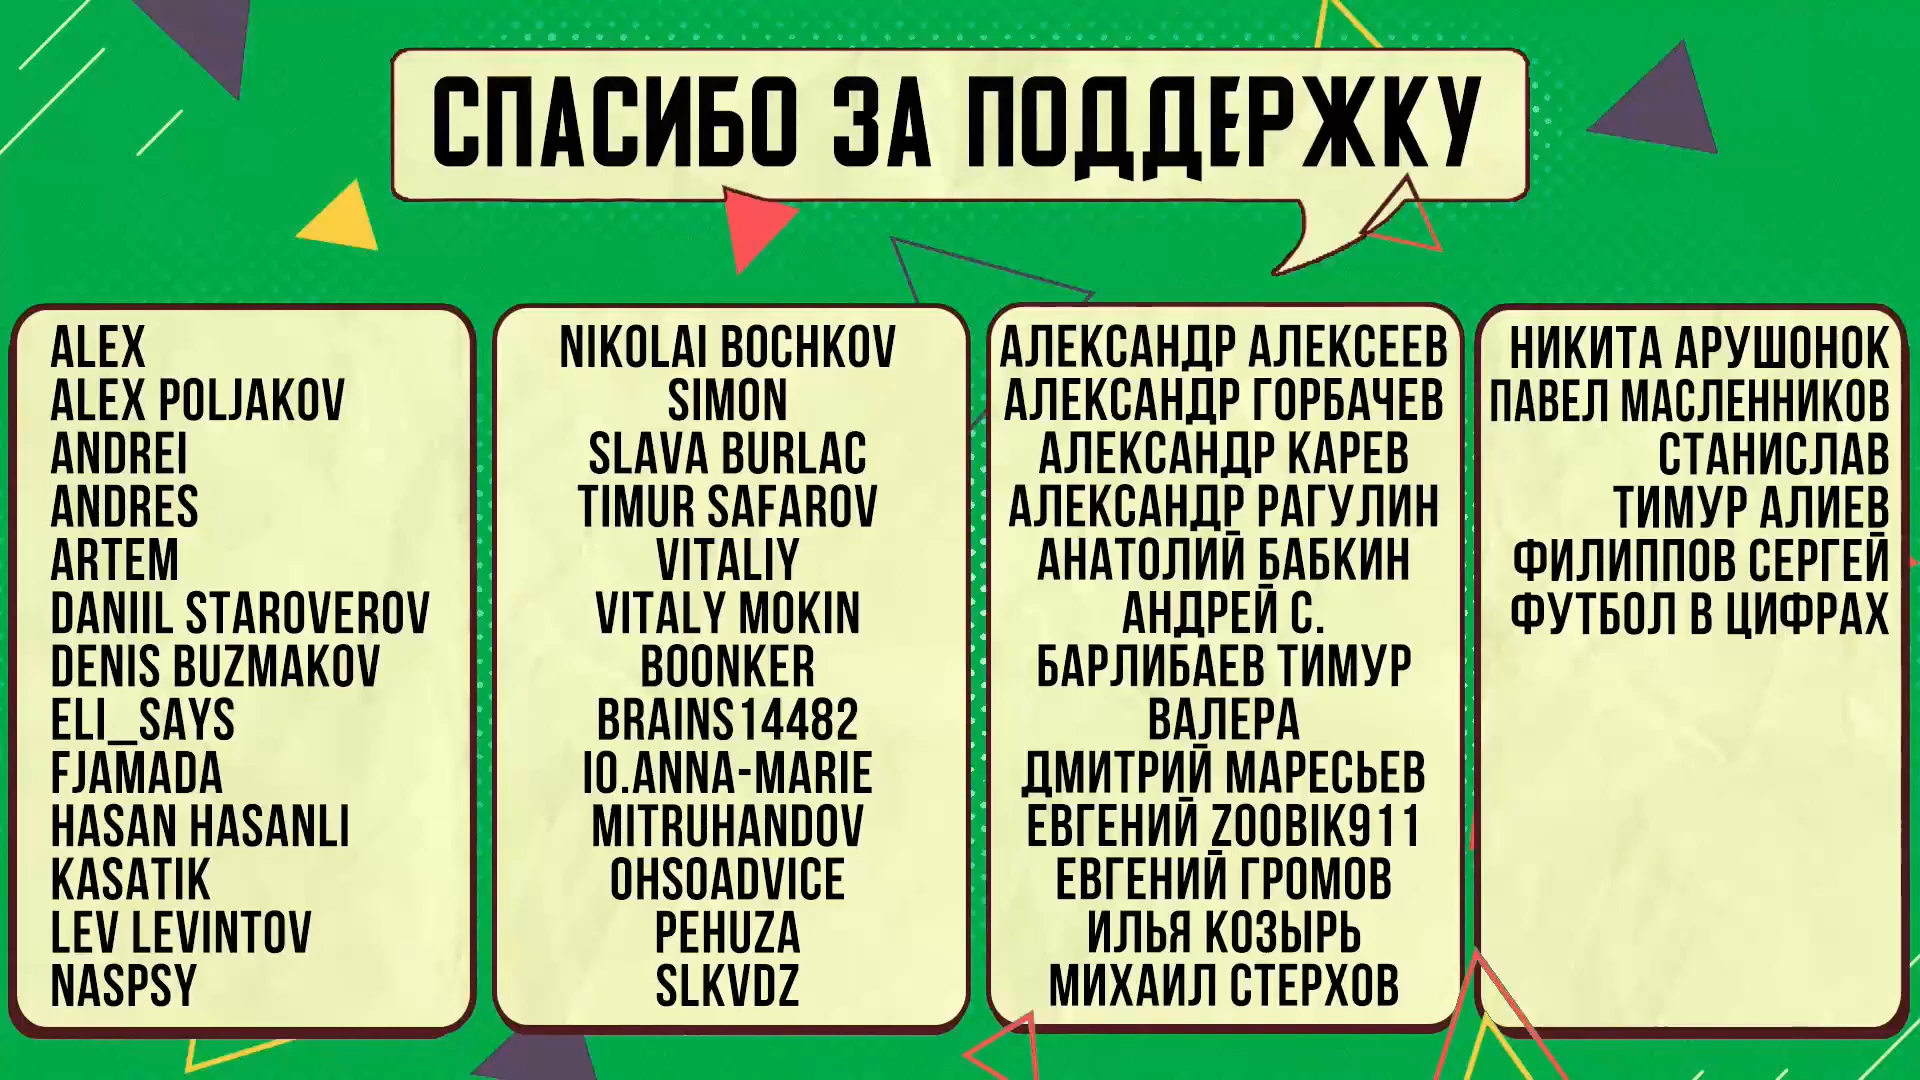 СПАСИБО ЗА ПОДДЕРЖКУ
ALEX
ALEX POLJAKOV
ANDREI
ANDRES
ARTEM
DANIIL STAROVEROV
DENIS BUZMAKOV
ELI_SAYS
FJAMADA
HASAN HASANLI
KASATIK
LEV LEVINTOV
NASPSY
NIKOLAI BOCHKOV
SIMON
SLAVA BURLAC
TIMUR SAFAROV
VITALIY
VITALY MOKIN
BOONKER
BRAINS14482
IO.ANNA-MARIE
MITRUHANDOV
OHSOADVICE
PEHUZA
SLKVDZ
АЛЕКСАНДР АЛЕКСЕЕВ
АЛЕКСАНДР ГОРБАЧЕВ
АЛЕКСАНДР КАРЕВ
АЛЕКСАНДР РАГУЛИН
АНАТОЛИЙ БАБКИН
АНДРЕЙ С.
БАРЛИБАЕВ ТИМУР
ВАЛЕРА
ДМИТРИЙ МАРЕСЬЕВ
ЕВГЕНИЙ ZOOBIK911
ЕВГЕНИЙ ГРОМОВ
ИЛЬЯ КОЗЫРЬ
МИХАИЛ СТЕРХОВ
НИКИТА АРУШОНОК
ПАВЕЛ МАСЛЕННИКОВ
СТАНИСЛАВ
ТИМУР АЛИЕВ
ФИЛИППОВ СЕРГЕЙ
ФУТБОЛ В ЦИФРАХ